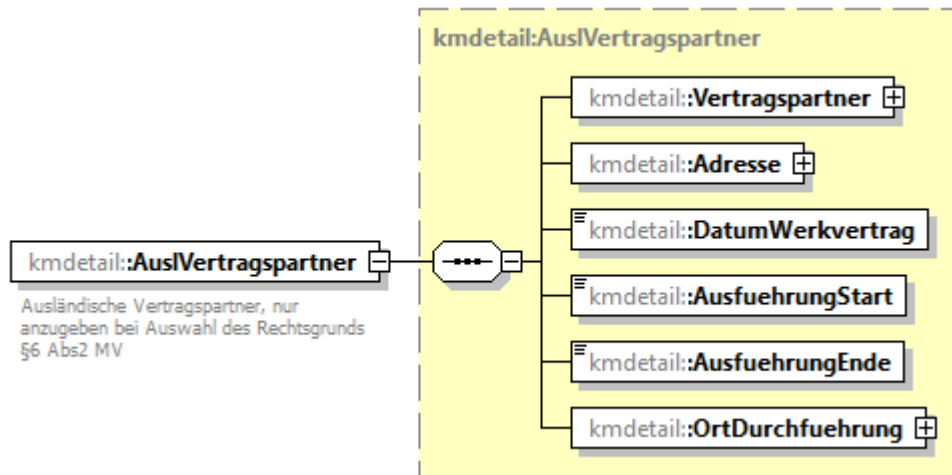 kmdetail:AuslVertragspartner
kmdetail::Vertragspartner
kmdetail::Adresse
kmdetail::DatumWerkvertrag
kmdetail::AuslVertragspartner
kmdetail::AusfuehrungStart
Ausländische Vertragspartner, nur
anzugeben bei Auswahl des Rechtsgrunds
§6 Abs2 MV
kmdetail::AusfuehrungEnde
kmdetail::OrtDurchfuehrung